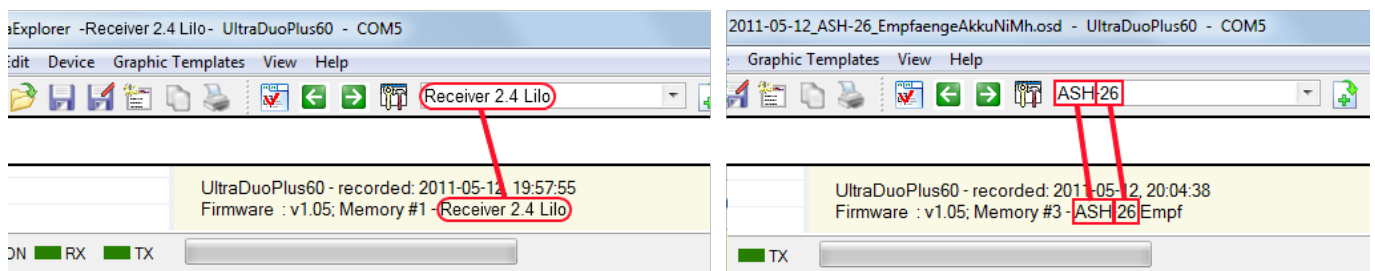 aExplorer -Receiver 2.4 Lilo- UltraDuoPlus60 - COM5
Edit Device Graphic Templates View Help
Receiver 2.4 Lilo
UltraDuoPlus60 - recorded: 2011-05-12, 19:57:55
Firmware : v1.05; Memory #1 - Receiver 2.4 Lilo
ON RX TX
2011-05-12_ASH-26_EmpfaengeAkkuNiMh.osd - UltraDuoPlus60 - COM5
Graphic Templates View Help
ASH-26
UltraDuoPlus60 - recorded: 2011-05-12, 20:04:38
Firmware : v1.05; Memory #3 - ASH-26 Empf
TX